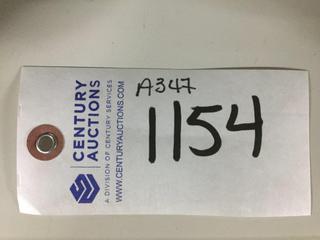 CENTURY
AUCTIONS
A DIVISION OF CENTURY SERVICES
WWW.CENTURYAUCTIONS.COM
A347
1154